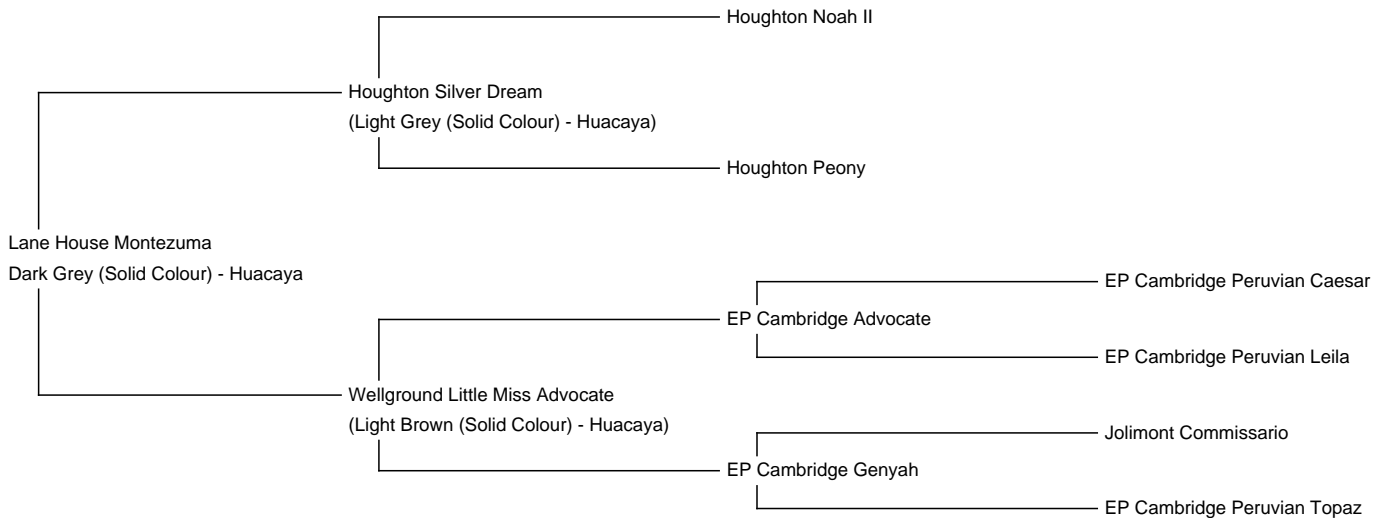 Houghton Noah II
Houghton Silver Dream
(Light Grey (Solid Colour) - Huacaya)
Houghton Peony
Lane House Montezuma
Dark Grey (Solid Colour) - Huacaya
EP Cambridge Peruvian Caesar
EP Cambridge Advocate
EP Cambridge Peruvian Leila
Wellground Little Miss Advocate
(Light Brown (Solid Colour) - Huacaya)
Jolimont Commissario
EP Cambridge Genyah
EP Cambridge Peruvian Topaz